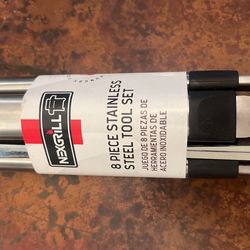 NEXGRILL
8 PIECE STAINLESS
STEEL TOOL SET
JUEGO DE 8 PIEZAS DE
HERRAMIENTAS DE
ACERO INOXIDABLE